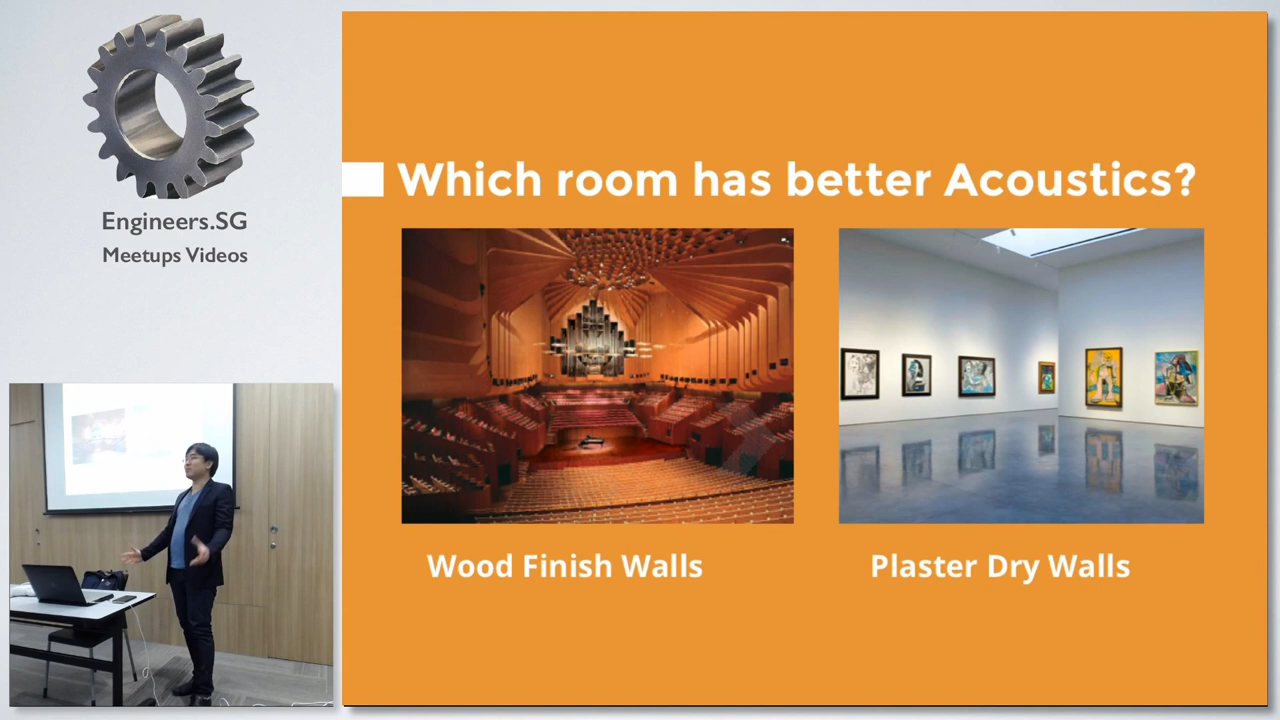 Engineers.SG
Meetups Videos
Which room has better Acoustics?
Wood Finish Walls
Plaster Dry Walls